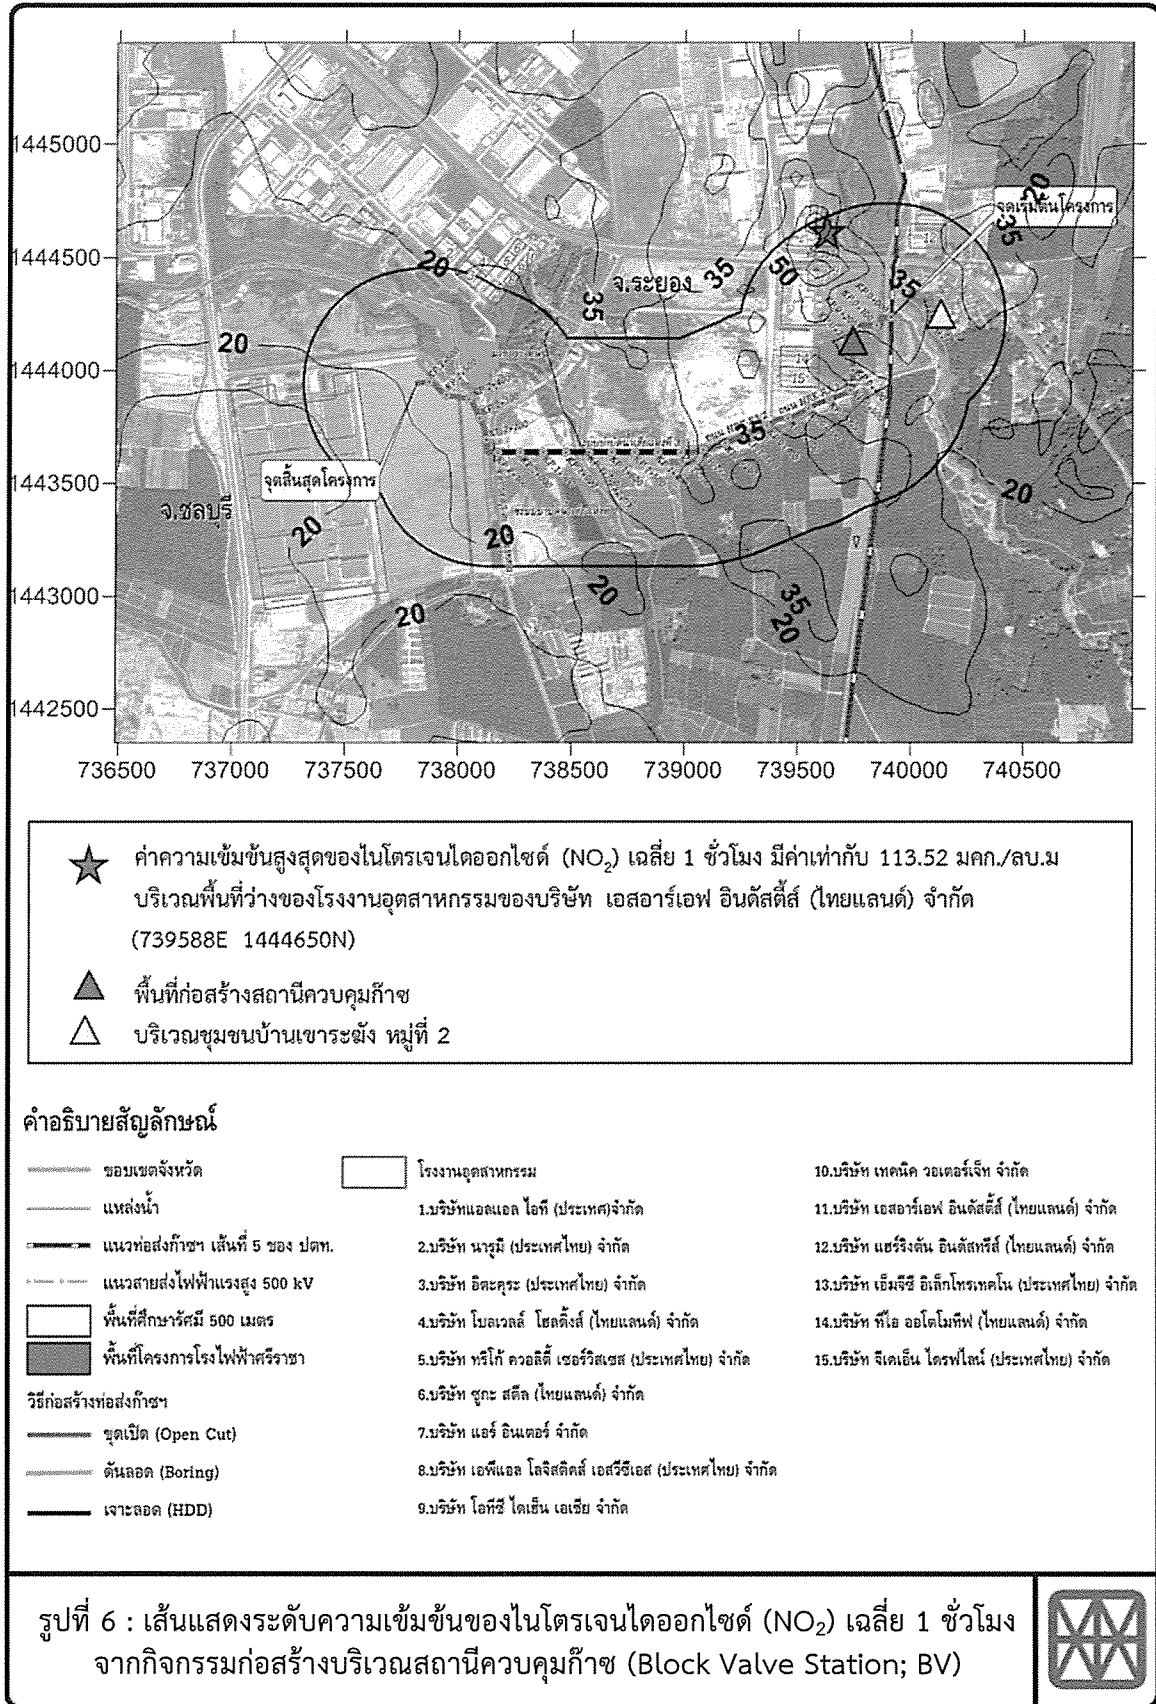 1445000
1444500
1444000
1443500
1443000
1442500
736500 737000 737500 738000 738500 739000 739500 740000 740500
จุดเริ่มต้นโครงการ
จ.ระยอง
จุดสิ้นสุดโครงการ
จ.ชลบุรี
20
35
20
20
35
35
50
35
12
20
14
15
35
20
20
20
20
20
35
20
ค่าความเข้มข้นสูงสุดของไนโตรเจนไดออกไซด์ (NO₂) เฉลี่ย 1 ชั่วโมง มีค่าเท่ากับ 113.52 มคก./ลบ.ม
บริเวณพื้นที่ว่างของโรงงานอุตสาหกรรมของบริษัท เอสอาร์เอฟ อินดัสตี้ส์ (ไทยแลนด์) จำกัด
(739588E 1444650N)
พื้นที่ก่อสร้างสถานีควบคุมก๊าซ
บริเวณชุมชนบ้านเขาระฆัง หมู่ที่ 2
คำอธิบายสัญลักษณ์
ขอบเขตจังหวัด
แหล่งน้ำ
แนวท่อส่งก๊าซฯ เส้นที่ 5 ของ ปตท.
แนวสายส่งไฟฟ้าแรงสูง 500 kV
พื้นที่ศึกษารัศมี 500 เมตร
พื้นที่โครงการโรงไฟฟ้าศรีราชา
วิธีก่อสร้างท่อส่งก๊าซฯ
ขุดเปิด (Open Cut)
ดันลอด (Boring)
เจาะลอด (HDD)
โรงงานอุตสาหกรรม
1.บริษัทแอลแอล ไอที (ประเทศ)จำกัด
2.บริษัท นารูมิ (ประเทศไทย) จำกัด
3.บริษัท อิตะคุระ (ประเทศไทย) จำกัด
4.บริษัท โบลเวลล์ โฮลดิ้งส์ (ไทยแลนด์) จำกัด
5.บริษัท ทริโก้ ควอลิตี้ เซอร์วิสเซส (ประเทศไทย) จำกัด
6.บริษัท ซูกะ สตีล (ไทยแลนด์) จำกัด
7.บริษัท แอร์ อินเตอร์ จำกัด
8.บริษัท เอพีแอล โลจิสติคส์ เอสวีซีเอส (ประเทศไทย) จำกัด
9.บริษัท โอทีซี ไดเฮ็น เอเชีย จำกัด
10.บริษัท เทคนิค วอเตอร์เจ็ท จำกัด
11.บริษัท เอสอาร์เอฟ อินดัสตี้ส์ (ไทยแลนด์) จำกัด
12.บริษัท แฮร์ริงตัน อินดัสทรีส์ (ไทยแลนด์) จำกัด
13.บริษัท เอ็มจีซี อิเล็กโทรเทคโน (ประเทศไทย) จำกัด
14.บริษัท ทีไอ ออโตโมทีฟ (ไทยแลนด์) จำกัด
15.บริษัท จีเคเอ็น ไดรฟไลน์ (ประเทศไทย) จำกัด
รูปที่ 6 : เส้นแสดงระดับความเข้มข้นของไนโตรเจนไดออกไซด์ (NO₂) เฉลี่ย 1 ชั่วโมง
จากกิจกรรมก่อสร้างบริเวณสถานีควบคุมก๊าซ (Block Valve Station; BV)